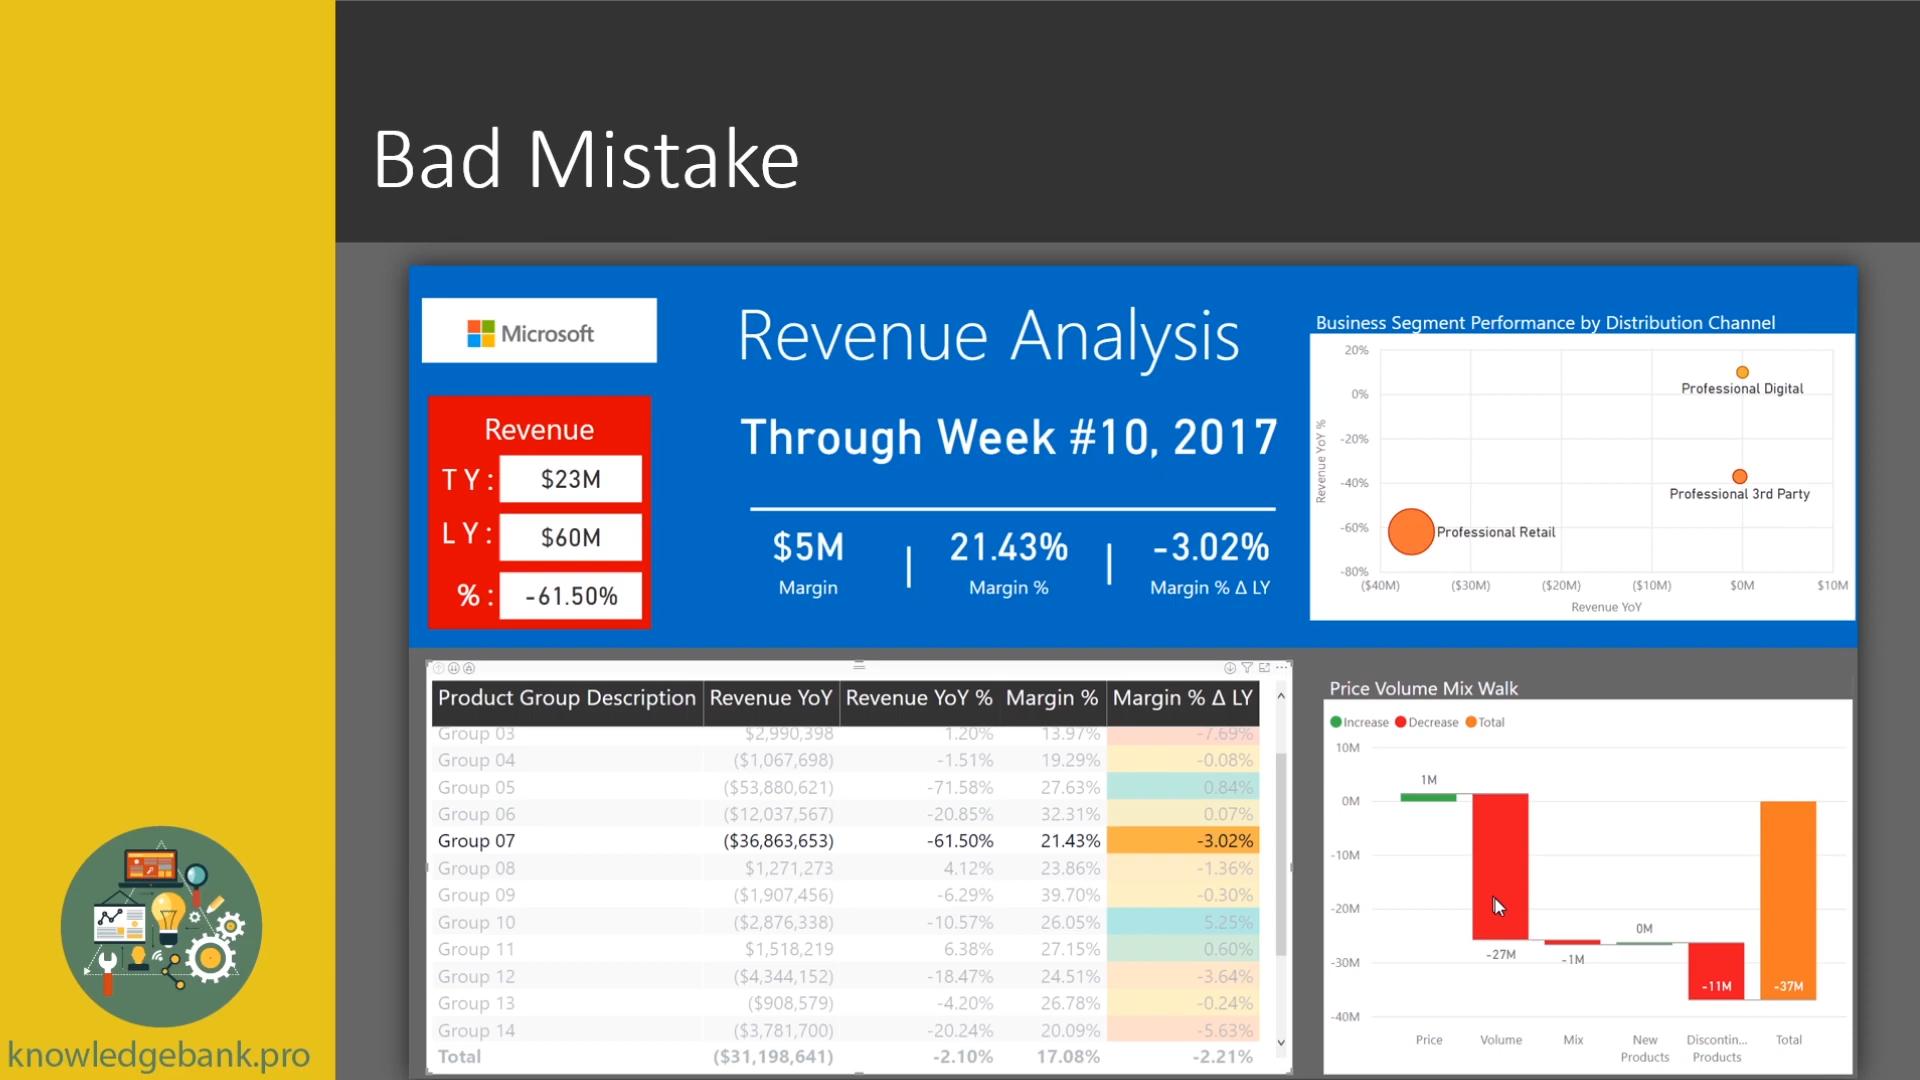 Bad Mistake
Microsoft
Revenue Analysis
Through Week #10, 2017
Revenue
TY: $23M
LY: $60M
%: -61.50%
$5M
Margin
21.43%
Margin %
-3.02%
Margin % Δ LY
Business Segment Performance by Distribution Channel
20%
0%
-20%
-40%
-60%
-80%
Revenue YoY %
Professional Digital
Professional 3rd Party
Professional Retail
($40M) ($30M) ($20M) ($10M) $0M $10M
Revenue YoY
Product Group Description Revenue YoY Revenue YoY % Margin % Margin % Δ LY
Group 03 $2,990,398 1.20% 13.97% -7.69%
Group 04 ($1,067,698) -1.51% 19.29% -0.08%
Group 05 ($53,880,621) -71.58% 27.63% 0.84%
Group 06 ($12,037,567) -20.85% 32.31% 0.07%
Group 07 ($36,863,653) -61.50% 21.43% -3.02%
Group 08 $1,271,273 4.12% 23.86% -1.36%
Group 09 ($1,907,456) -6.29% 39.70% -0.30%
Group 10 ($2,876,338) -10.57% 26.05% 5.25%
Group 11 $1,518,219 6.38% 27.15% 0.60%
Group 12 ($4,344,152) -18.47% 24.51% -3.64%
Group 13 ($908,579) -4.20% 26.78% -0.24%
Group 14 ($3,781,700) -20.24% 20.09% -5.63%
Total ($31,198,641) -2.10% 17.08% -2.21%
Price Volume Mix Walk
Increase Decrease Total
10M
0M
-10M
-20M
-30M
-40M
1M
-27M
-1M
0M
-11M
-37M
Price Volume Mix New Products Discontin... Products Total
knowledgebank.pro